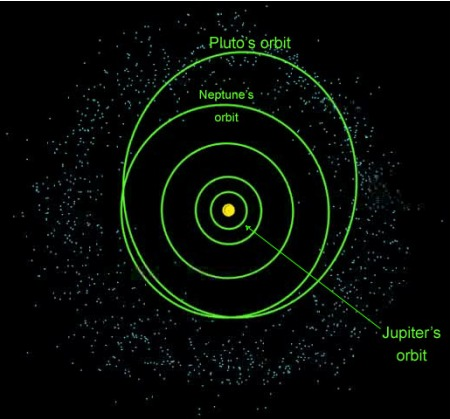 Pluto's orbit
Neptune's
orbit
Jupiter's
orbit